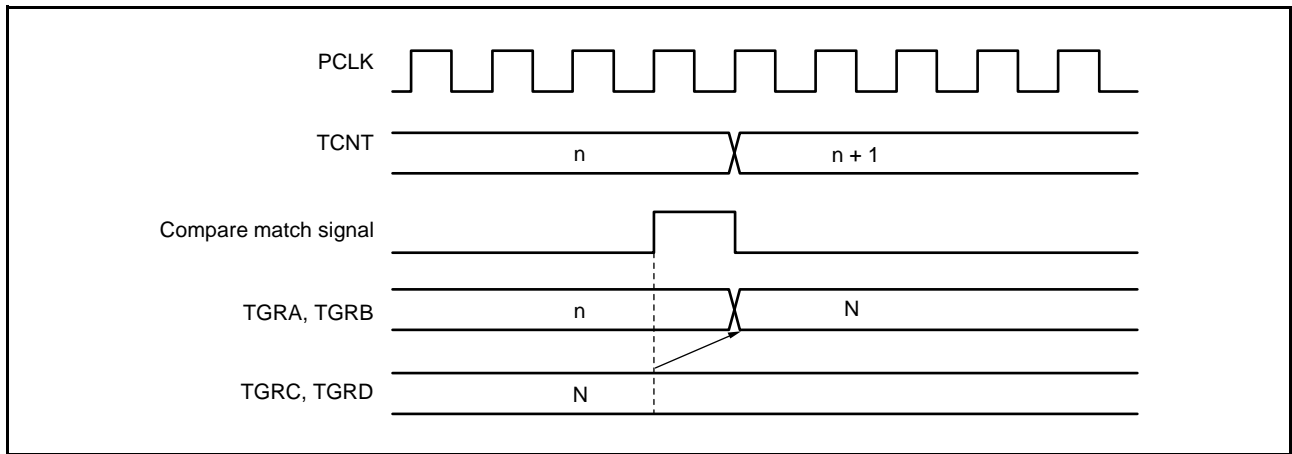 PCLK
TCNT
n
n + 1
Compare match signal
TGRA, TGRB
n
N
TGRC, TGRD
N